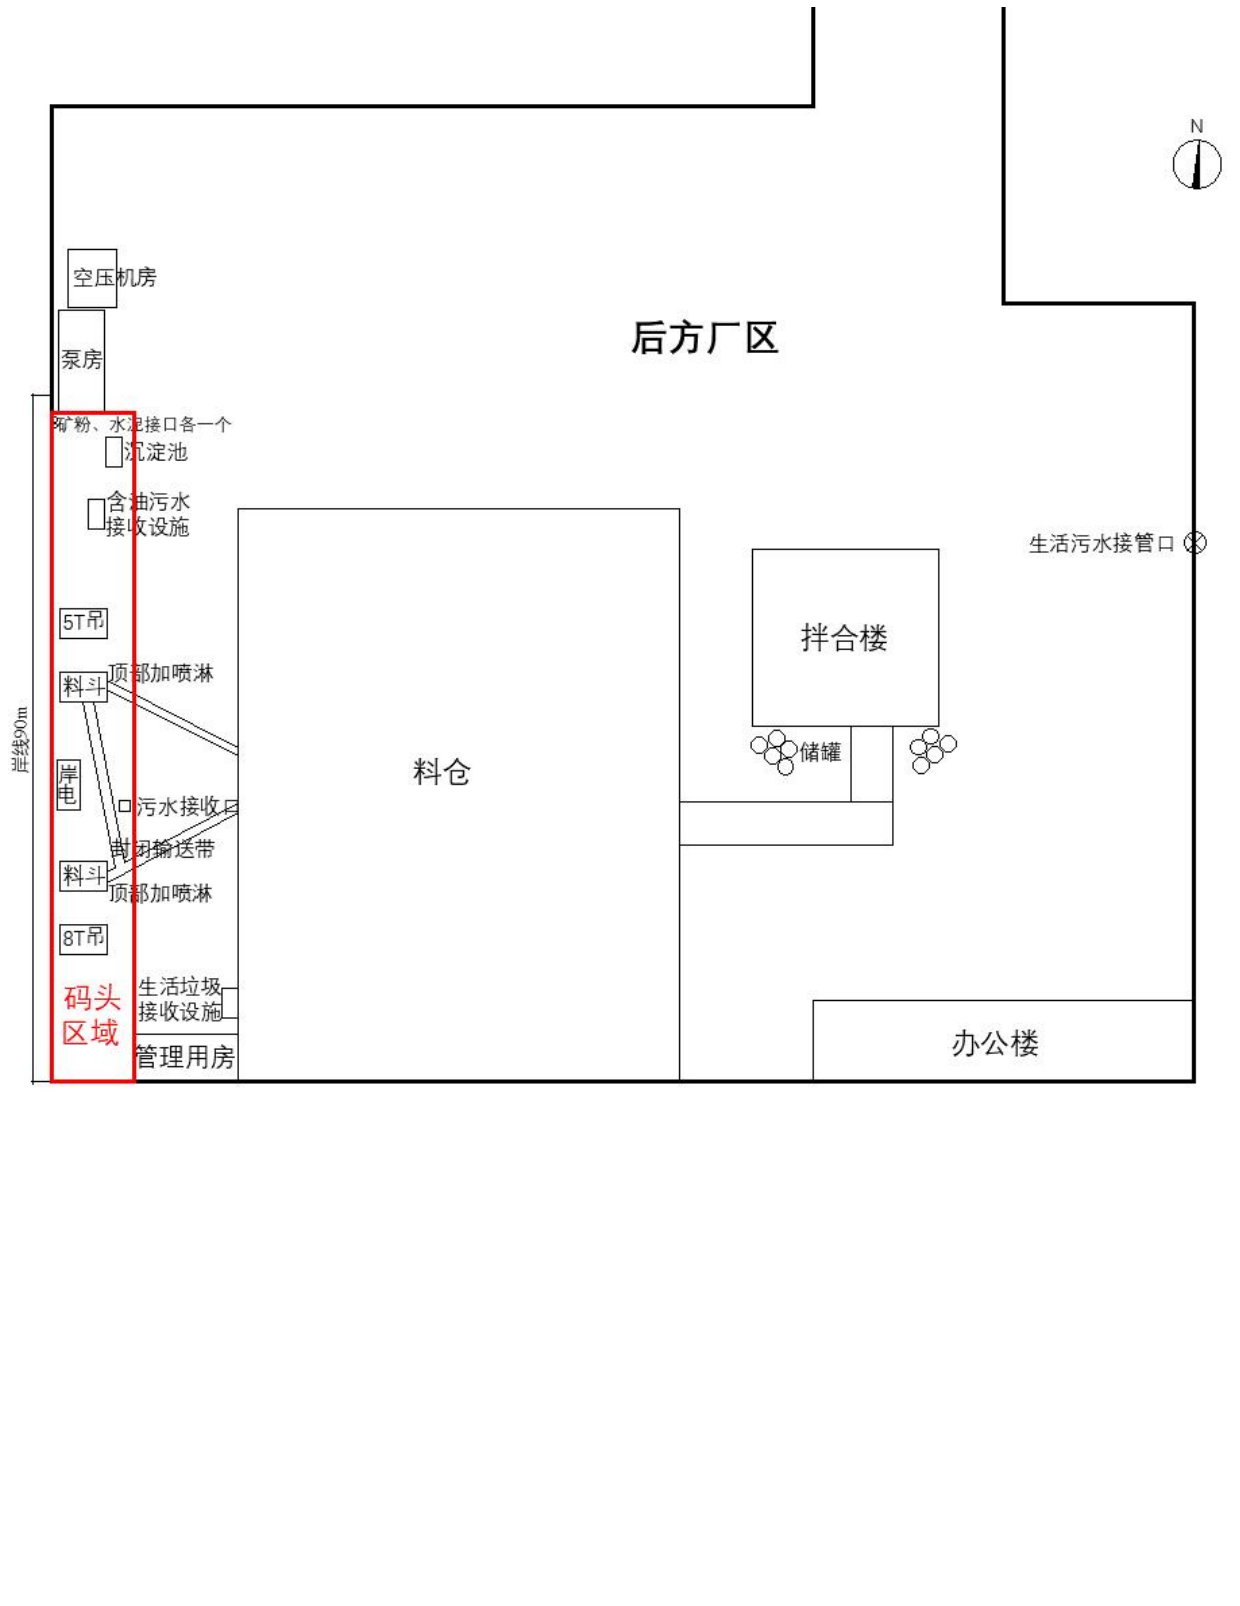 N
空压机房
后方厂区
泵房
矿粉、水泥接口各一个
沉淀池
含油污水
接收设施
生活污水接管口
5T吊
拌合楼
顶部加喷淋
料斗
岸线90m
储罐
料仓
岸电
污水接收口
封闭输送带
料斗
顶部加喷淋
8T吊
生活垃圾
接收设施
码头
区域
管理用房
办公楼